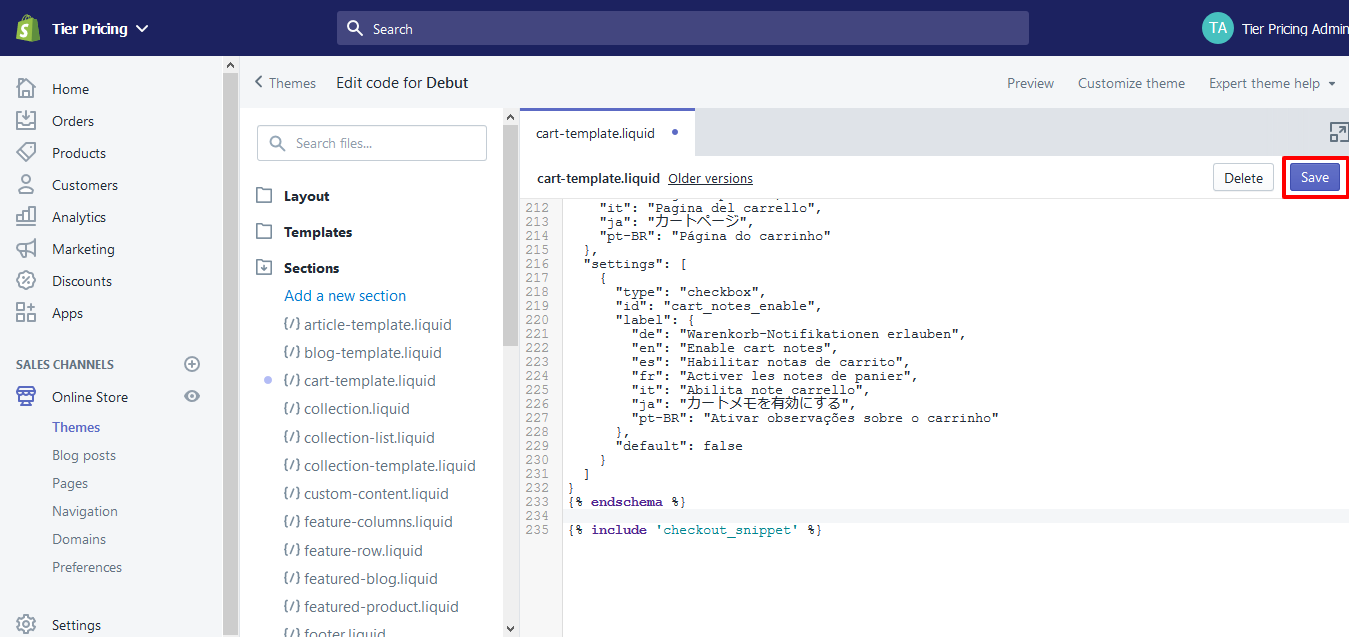 Tier Pricing
Search
TA Tier Pricing Admin
Home
Orders
Products
Customers
Analytics
Marketing
Discounts
Apps
SALES CHANNELS
Online Store
Themes
Blog posts
Pages
Navigation
Domains
Preferences
Settings
Themes
Edit code for Debut
Preview
Customize theme
Expert theme help
Search files...
Layout
Templates
Sections
Add a new section
{/} article-template.liquid
{/} blog-template.liquid
{/} cart-template.liquid
{/} collection.liquid
{/} collection-list.liquid
{/} collection-template.liquid
{/} custom-content.liquid
{/} feature-columns.liquid
{/} feature-row.liquid
{/} featured-blog.liquid
{/} featured-product.liquid
{/} footer.liquid
cart-template.liquid
cart-template.liquid Older versions
Delete
Save
212 "it": "Pagina del carrello",
213 "ja": "カートページ",
214 "pt-BR": "Página do carrinho"
215 },
216 "settings": [
217 {
218 "type": "checkbox",
219 "id": "cart_notes_enable",
220 "label": {
221 "de": "Warenkorb-Notifikationen erlauben",
222 "en": "Enable cart notes",
223 "es": "Habilitar notas de carrito",
224 "fr": "Activer les notes de panier",
225 "it": "Abilita note carrello",
226 "ja": "カートメモを有効にする",
227 "pt-BR": "Ativar observações sobre o carrinho"
228 },
229 "default": false
230 }
231 ]
232 }
233 {% endschema %}
234
235 {% include 'checkout_snippet' %}